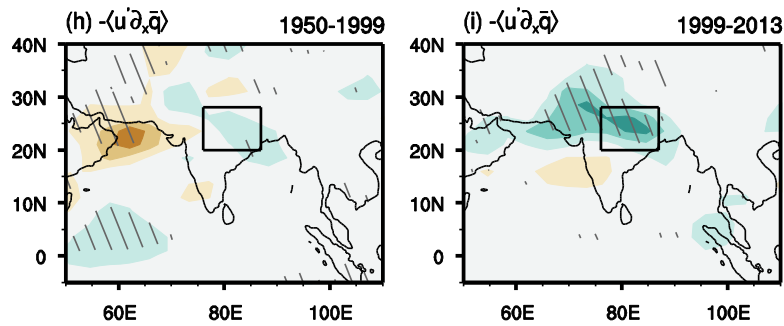 (h) -⟨u'∂ₓq̄⟩ 1950-1999
(i) -⟨u'∂ₓq̄⟩ 1999-2013
40N 40N
30N 30N
20N 20N
10N 10N
0 0
60E 80E 100E 60E 80E 100E